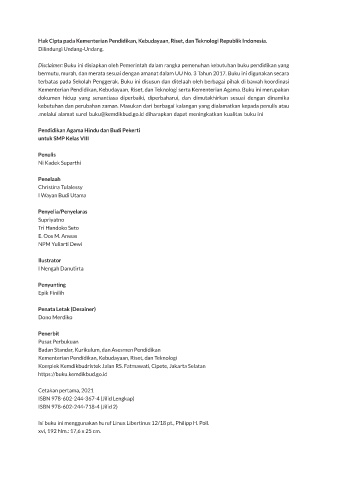 Hak Cipta pada Kementerian Pendidikan, Kebudayaan, Riset, dan Teknologi Republik Indonesia.
Dilindungi Undang-Undang.
Disclaimer: Buku ini disiapkan oleh Pemerintah dalam rangka pemenuhan kebutuhan buku pendidikan yang
bermutu, murah, dan merata sesuai dengan amanat dalam UU No. 3 Tahun 2017. Buku ini digunakan secara
terbatas pada Sekolah Penggerak. Buku ini disusun dan ditelaah oleh berbagai pihak di bawah koordinasi
Kementerian Pendidikan, Kebudayaan, Riset, dan Teknologi serta Kementerian Agama. Buku ini merupakan
dokumen hidup yang senantiasa diperbaiki, diperbaharui, dan dimutakhirkan sesuai dengan dinamika
kebutuhan dan perubahan zaman. Masukan dari berbagai kalangan yang dialamatkan kepada penulis atau
melalui alamat surel buku@kemdikbud.go.id diharapkan dapat meningkatkan kualitas buku ini
Pendidikan Agama Hindu dan Budi Pekerti
untuk SMP Kelas VIII
Penulis
Ni Kadek Suparthi
Penelaah
Christina Tulalessy
I Wayan Budi Utama
Penyelia/Penyelaras
Supriyatno
Tri Handoko Seto
E. Oos M. Anwas
NPM Yuliarti Dewi
Ilustrator
I Nengah Danutirta
Penyunting
Epik Finilih
Penata Letak (Desainer)
Dono Merdiko
Penerbit
Pusat Perbukuan
Badan Standar, Kurikulum, dan Asesmen Pendidikan
Kementerian Pendidikan, Kebudayaan, Riset, dan Teknologi
Komplek Kemdikbudristek Jalan RS. Fatmawati, Cipete, Jakarta Selatan
https://buku.kemdikbud.go.id
Cetakan pertama, 2021
ISBN 978-602-244-367-4 (Jilid Lengkap)
ISBN 978-602-244-718-4 (Jilid 2)
Isi buku ini menggunakan huruf Linux Libertinus 12/18 pt., Philipp H. Poll.
xvi, 192 hlm.: 17,6 x 25 cm.